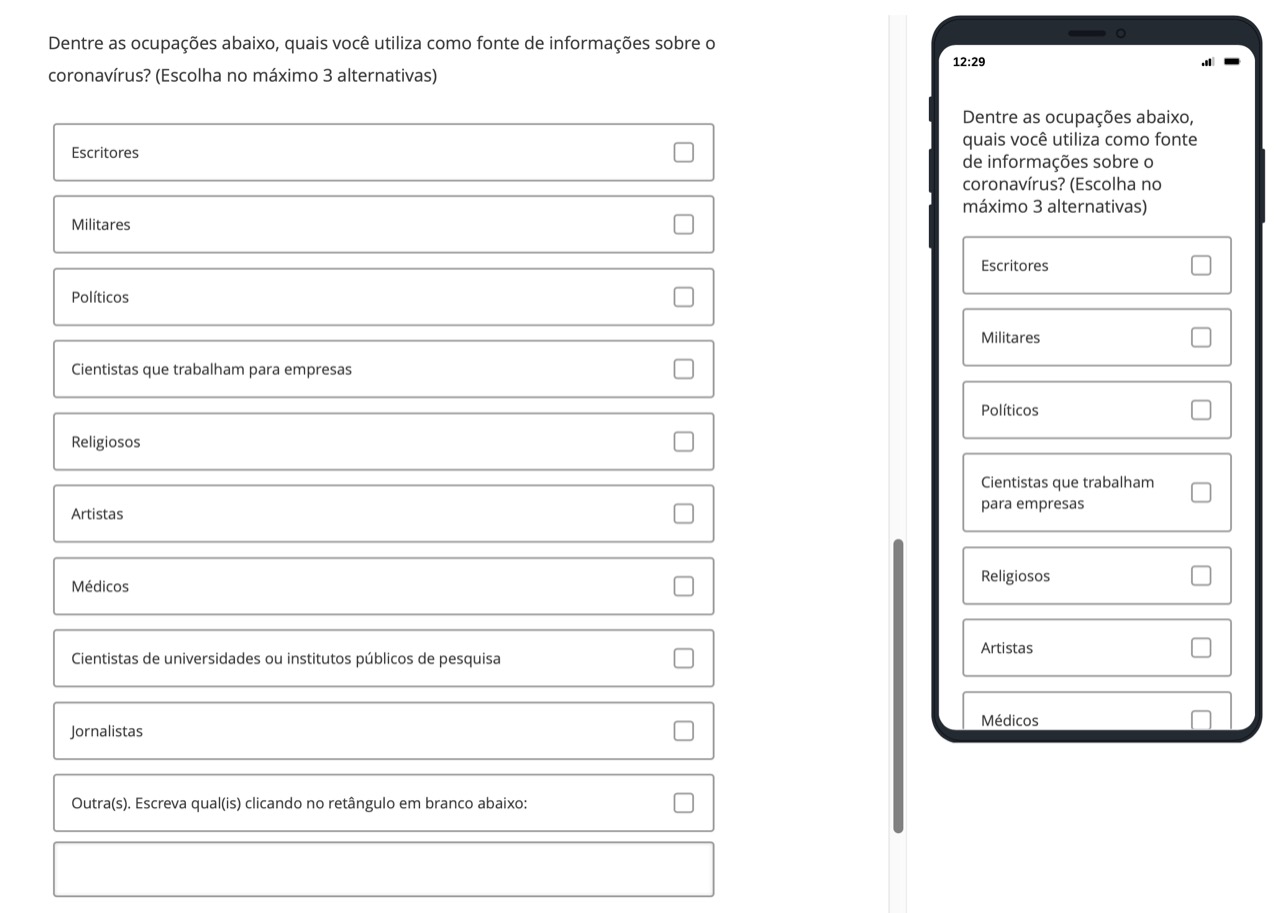 Dentre as ocupações abaixo, quais você utiliza como fonte de informações sobre o
coronavírus? (Escolha no máximo 3 alternativas)
Escritores
Militares
Políticos
Cientistas que trabalham para empresas
Religiosos
Artistas
Médicos
Cientistas de universidades ou institutos públicos de pesquisa
Jornalistas
Outra(s). Escreva qual(is) clicando no retângulo em branco abaixo:
12:29
Dentre as ocupações abaixo,
quais você utiliza como fonte
de informações sobre o
coronavírus? (Escolha no
máximo 3 alternativas)
Escritores
Militares
Políticos
Cientistas que trabalham
para empresas
Religiosos
Artistas
Médicos